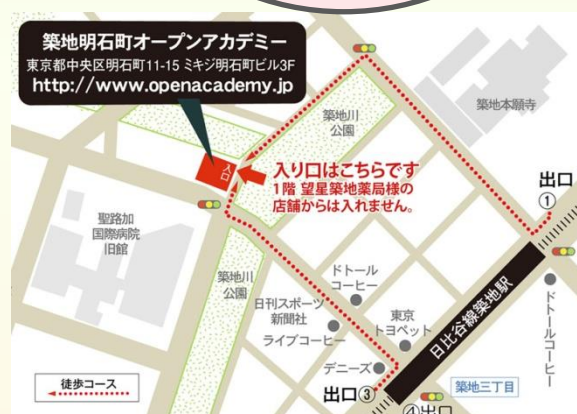 築地明石町オープンアカデミー
東京都中央区明石町11-15 ミキジ明石町ビル3F
http://www.openacademy.jp
築地本願寺
築地川
公園
入口
入り口はこちらです
1階 望星築地薬局様の
店舗からは入れません。
出口
①
聖路加
国際病院
旧館
築地川
公園
ドトール
コーヒー
日刊スポーツ
新聞社
ライブコーヒー
東京
トヨペット
日比谷線築地駅
ドトールコーヒー
デニーズ
出口③
築地三丁目
④出口
徒歩コース